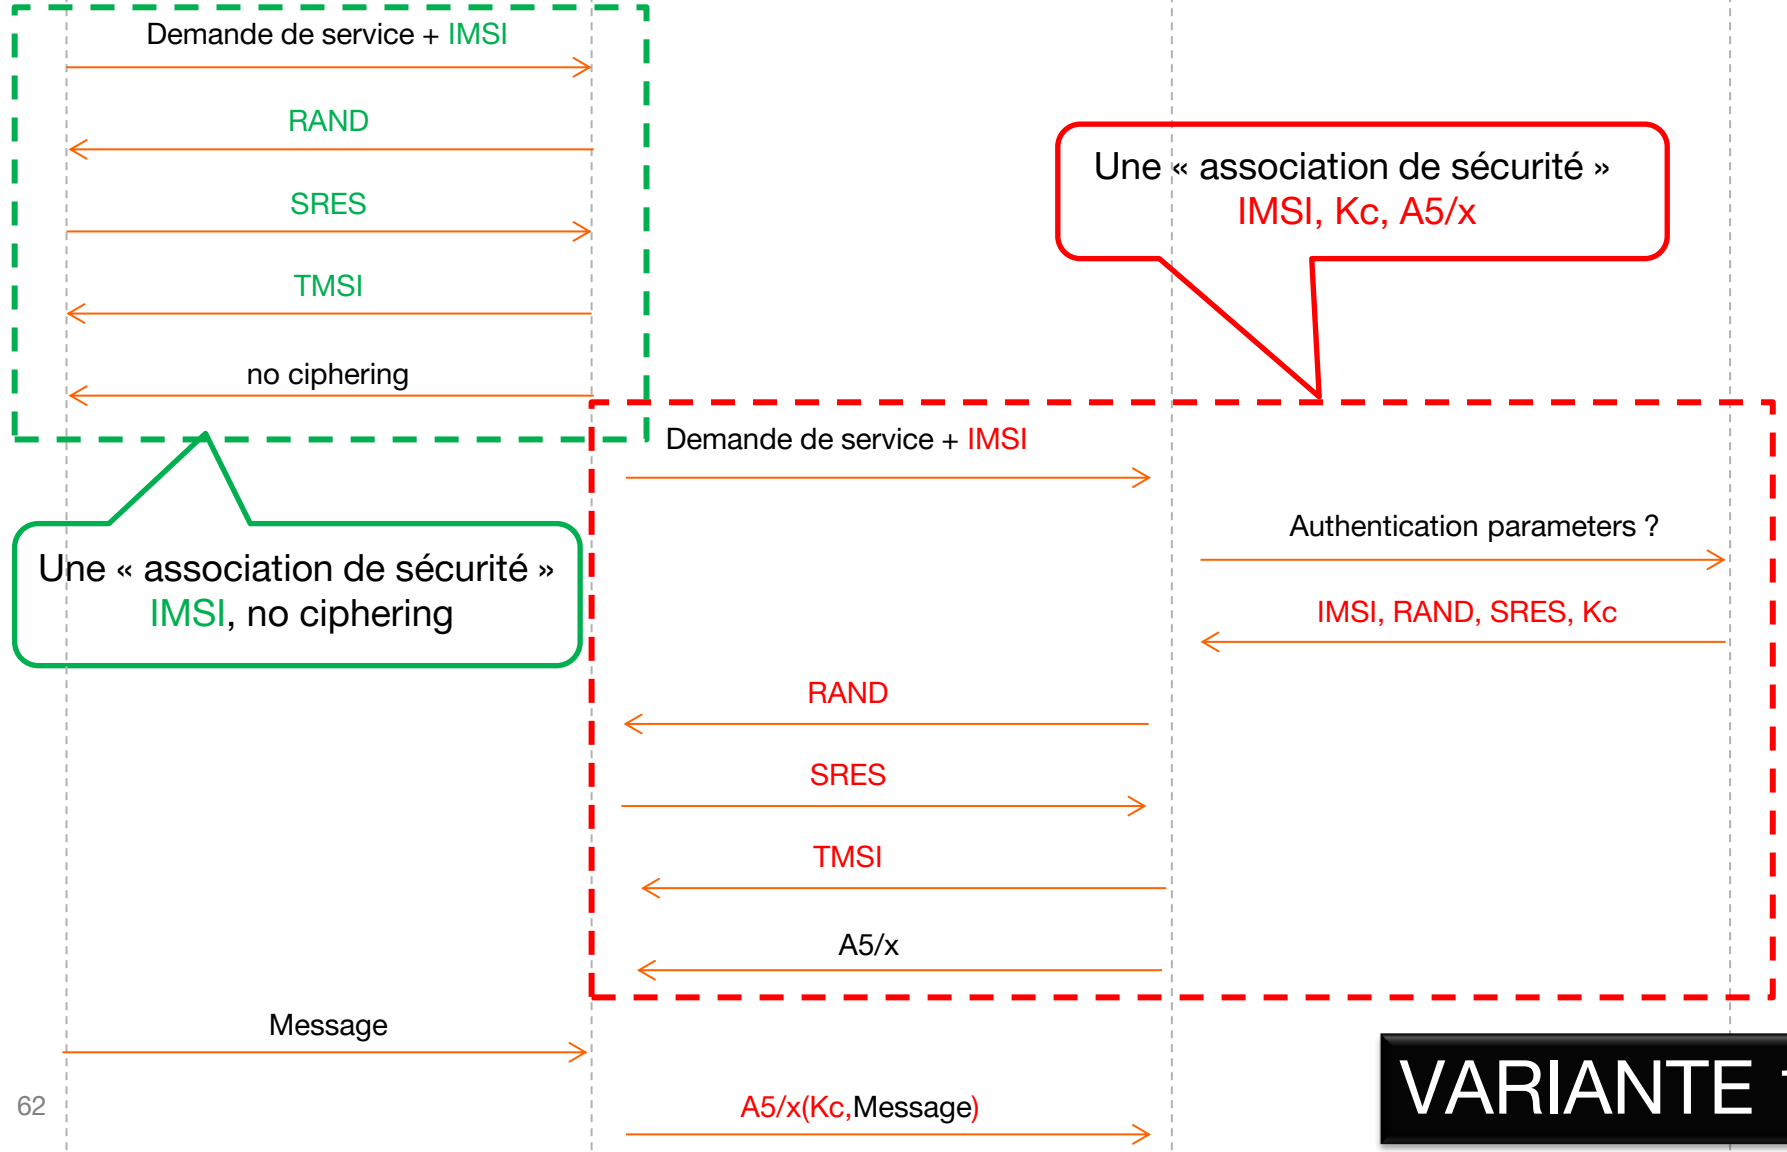 Demande de service + IMSI
RAND
SRES
TMSI
no ciphering
Une « association de sécurité »
IMSI, Kc, A5/x
Demande de service + IMSI
Authentication parameters ?
IMSI, RAND, SRES, Kc
Une « association de sécurité »
IMSI, no ciphering
RAND
SRES
TMSI
A5/x
Message
A5/x(Kc,Message)
VARIANTE
62